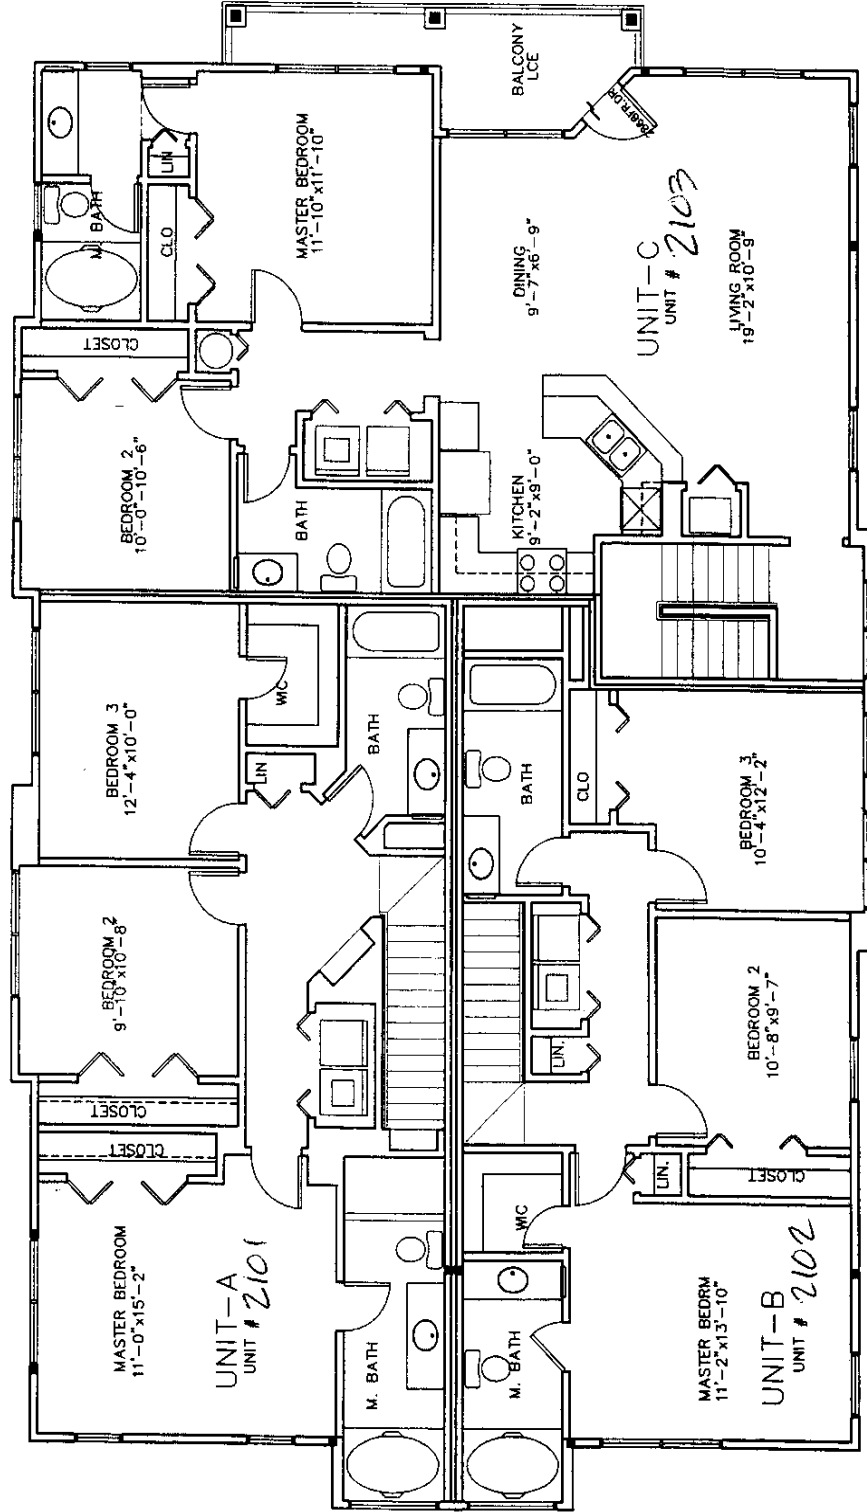 BALCONY
LCE
2868FR.DR
M. BATH
LIN
CLO
MASTER BEDROOM
11'-10"x11'-10"
DINING
9'-7"x6'-9"
UNIT-C
UNIT # 2103
LIVING ROOM
19'-2"x10'-9"
CLOSET
BEDROOM 2
10'-0"-10'-6"
BATH
KITCHEN
9'-2"x9'-0"
BEDROOM 3
12'-4"x10'-0"
WIC
LIN
BATH
BEDROOM 2
9'-10"x10'-8"
CLOSET
CLOSET
MASTER BEDROOM
11'-0"x15'-2"
UNIT-A
UNIT # 2101
M. BATH
BATH
CLO
BEDROOM 3
10'-4"x12'-2"
LIN.
BEDROOM 2
10'-8"x9'-7"
WIC
LIN.
CLOSET
M. BATH
MASTER BEDRM
11'-2"x13'-10"
UNIT-B
UNIT # 2102